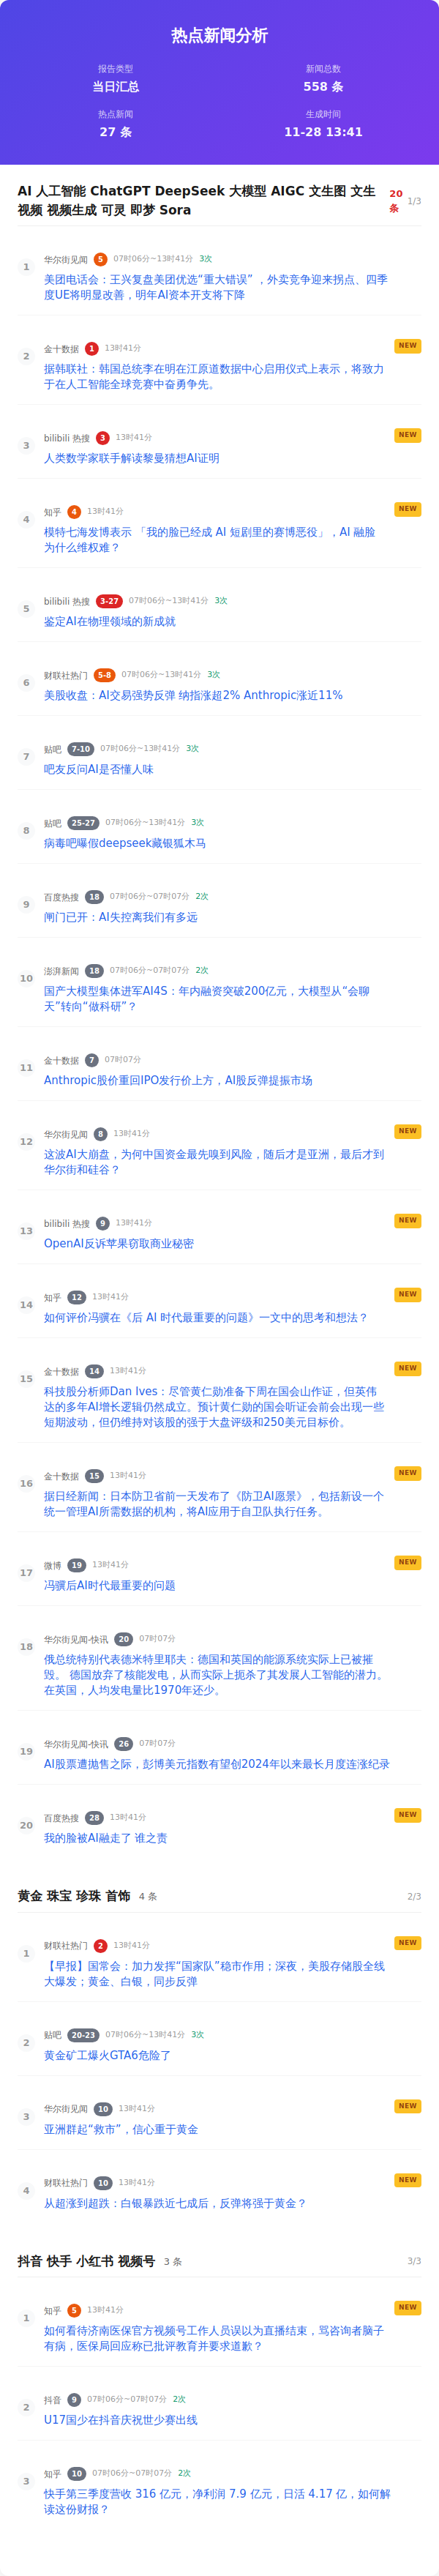 热点新闻分析
报告类型
当日汇总
新闻总数
558 条
热点新闻
27 条
生成时间
11-28 13:41
AI 人工智能 ChatGPT DeepSeek 大模型 AIGC 文生图 文生
视频 视频生成 可灵 即梦 Sora
20
条
1/3
1
华尔街见闻 5 07时06分~13时41分 3次
美团电话会：王兴复盘美团优选“重大错误” ，外卖竞争迎来拐点、四季
度UE将明显改善，明年AI资本开支将下降
2
金十数据 1 13时41分
NEW
据韩联社：韩国总统李在明在江原道数据中心启用仪式上表示，将致力
于在人工智能全球竞赛中奋勇争先。
3
bilibili 热搜 3 13时41分
NEW
人类数学家联手解读黎曼猜想AI证明
4
知乎 4 13时41分
NEW
模特七海发博表示 「我的脸已经成 AI 短剧里的赛博恶役」，AI 融脸
为什么维权难？
5
bilibili 热搜 3-27 07时06分~13时41分 3次
鉴定AI在物理领域的新成就
6
财联社热门 5-8 07时06分~13时41分 3次
美股收盘：AI交易强势反弹 纳指涨超2% Anthropic涨近11%
7
贴吧 7-10 07时06分~13时41分 3次
吧友反问AI是否懂人味
8
贴吧 25-27 07时06分~13时41分 3次
病毒吧曝假deepseek藏银狐木马
9
百度热搜 18 07时06分~07时07分 2次
闸门已开：AI失控离我们有多远
10
澎湃新闻 18 07时06分~07时07分 2次
国产大模型集体进军AI4S：年内融资突破200亿元，大模型从“会聊
天”转向“做科研”？
11
金十数据 7 07时07分
Anthropic股价重回IPO发行价上方，AI股反弹提振市场
12
华尔街见闻 8 13时41分
NEW
这波AI大崩盘，为何中国资金最先嗅到风险，随后才是亚洲，最后才到
华尔街和硅谷？
13
bilibili 热搜 9 13时41分
NEW
OpenAI反诉苹果窃取商业秘密
14
知乎 12 13时41分
NEW
如何评价冯骥在《后 AI 时代最重要的问题》一文中的思考和想法？
15
金十数据 14 13时41分
NEW
科技股分析师Dan Ives：尽管黄仁勋准备下周在国会山作证，但英伟
达的多年AI增长逻辑仍然成立。预计黄仁勋的国会听证会前会出现一些
短期波动，但仍维持对该股的强于大盘评级和250美元目标价。
16
金十数据 15 13时41分
NEW
据日经新闻：日本防卫省前一天发布了《防卫AI愿景》，包括新设一个
统一管理AI所需数据的机构，将AI应用于自卫队执行任务。
17
微博 19 13时41分
NEW
冯骥后AI时代最重要的问题
18
华尔街见闻-快讯 20 07时07分
俄总统特别代表德米特里耶夫：德国和英国的能源系统实际上已被摧
毁。 德国放弃了核能发电，从而实际上扼杀了其发展人工智能的潜力。
在英国，人均发电量比1970年还少。
19
华尔街见闻-快讯 26 07时07分
AI股票遭抛售之际，彭博美元指数有望创2024年以来最长月度连涨纪录
20
百度热搜 28 13时41分
NEW
我的脸被AI融走了 谁之责
黄金 珠宝 珍珠 首饰 4 条
2/3
1
财联社热门 2 13时41分
NEW
【早报】国常会：加力发挥“国家队”稳市作用；深夜，美股存储股全线
大爆发；黄金、白银，同步反弹
2
贴吧 20-23 07时06分~13时41分 3次
黄金矿工爆火GTA6危险了
3
华尔街见闻 10 13时41分
NEW
亚洲群起“救市”，信心重于黄金
4
财联社热门 10 13时41分
NEW
从超涨到超跌：白银暴跌近七成后，反弹将强于黄金？
抖音 快手 小红书 视频号 3 条
3/3
1
知乎 5 13时41分
NEW
如何看待济南医保官方视频号工作人员误以为直播结束，骂咨询者脑子
有病，医保局回应称已批评教育并要求道歉？
2
抖音 9 07时06分~07时07分 2次
U17国少在抖音庆祝世少赛出线
3
知乎 10 07时06分~07时07分 2次
快手第三季度营收 316 亿元，净利润 7.9 亿元，日活 4.17 亿，如何解
读这份财报？